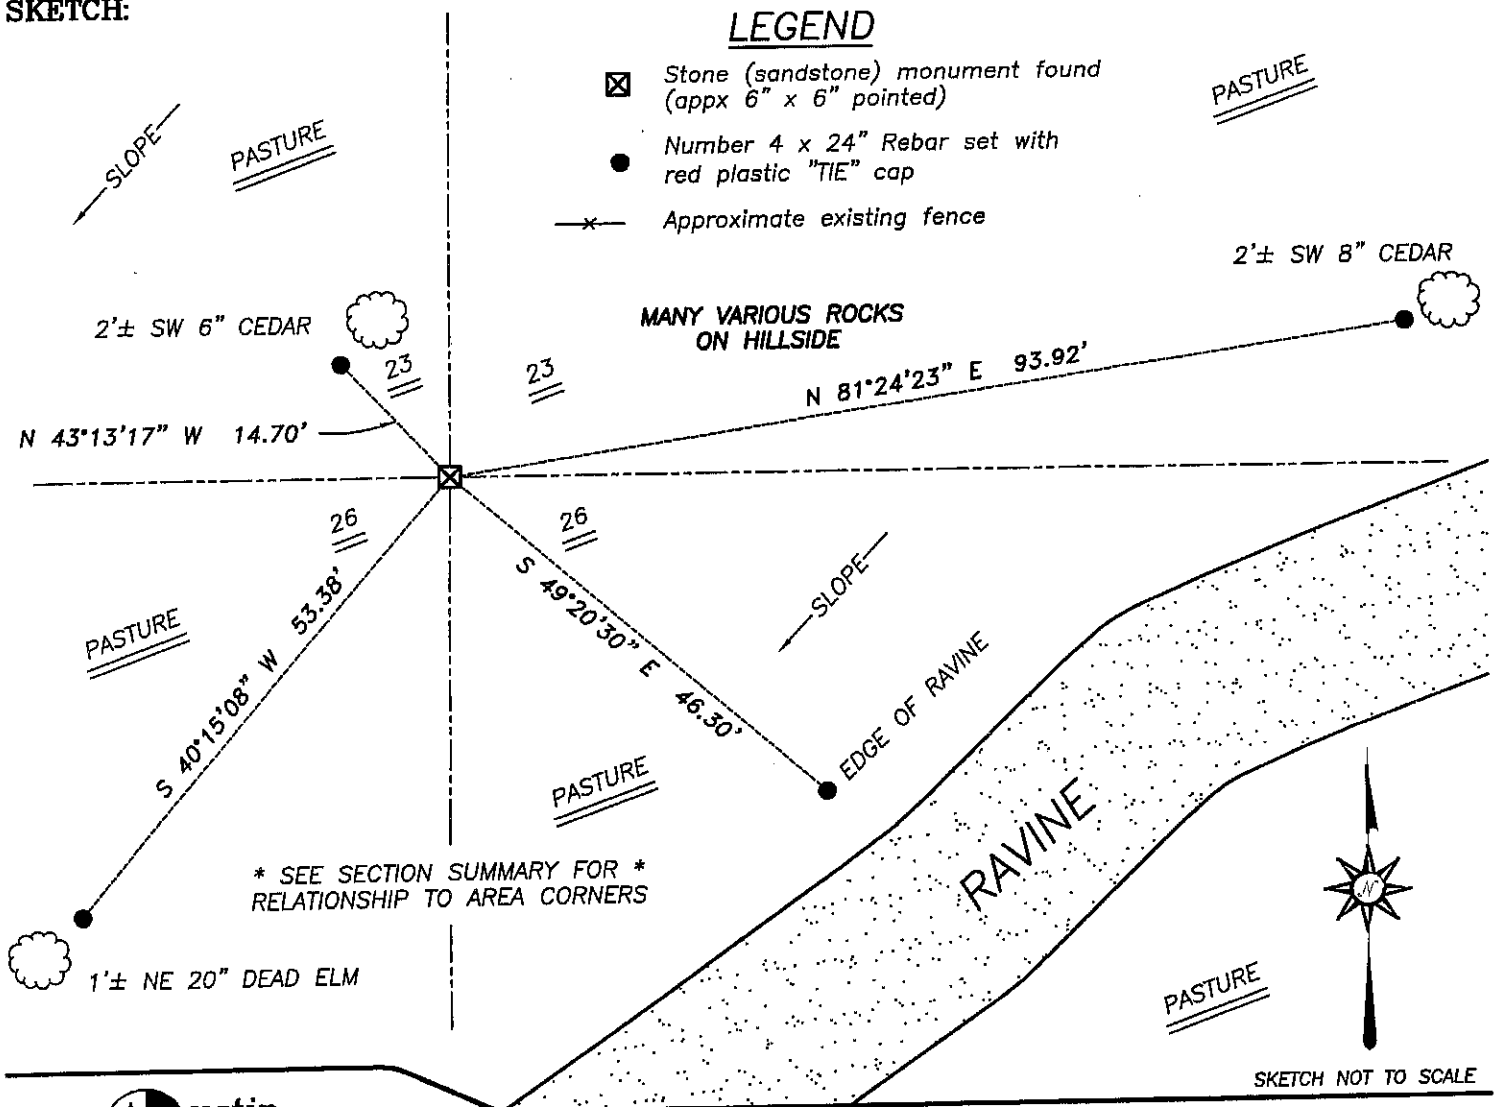 SKETCH:
LEGEND
Stone (sandstone) monument found
(appx 6" x 6" pointed)
Number 4 x 24" Rebar set with
red plastic "TIE" cap
Approximate existing fence
SLOPE
PASTURE
PASTURE
2'± SW 6" CEDAR
MANY VARIOUS ROCKS
ON HILLSIDE
2'± SW 8" CEDAR
23
23
N 81°24'23" E 93.92'
N 43°13'17" W 14.70'
26
26
S 49°20'30" E 46.30'
SLOPE
PASTURE
S 40°15'08" W 53.38'
EDGE OF RAVINE
PASTURE
RAVINE
* SEE SECTION SUMMARY FOR *
RELATIONSHIP TO AREA CORNERS
N
1'± NE 20" DEAD ELM
PASTURE
SKETCH NOT TO SCALE